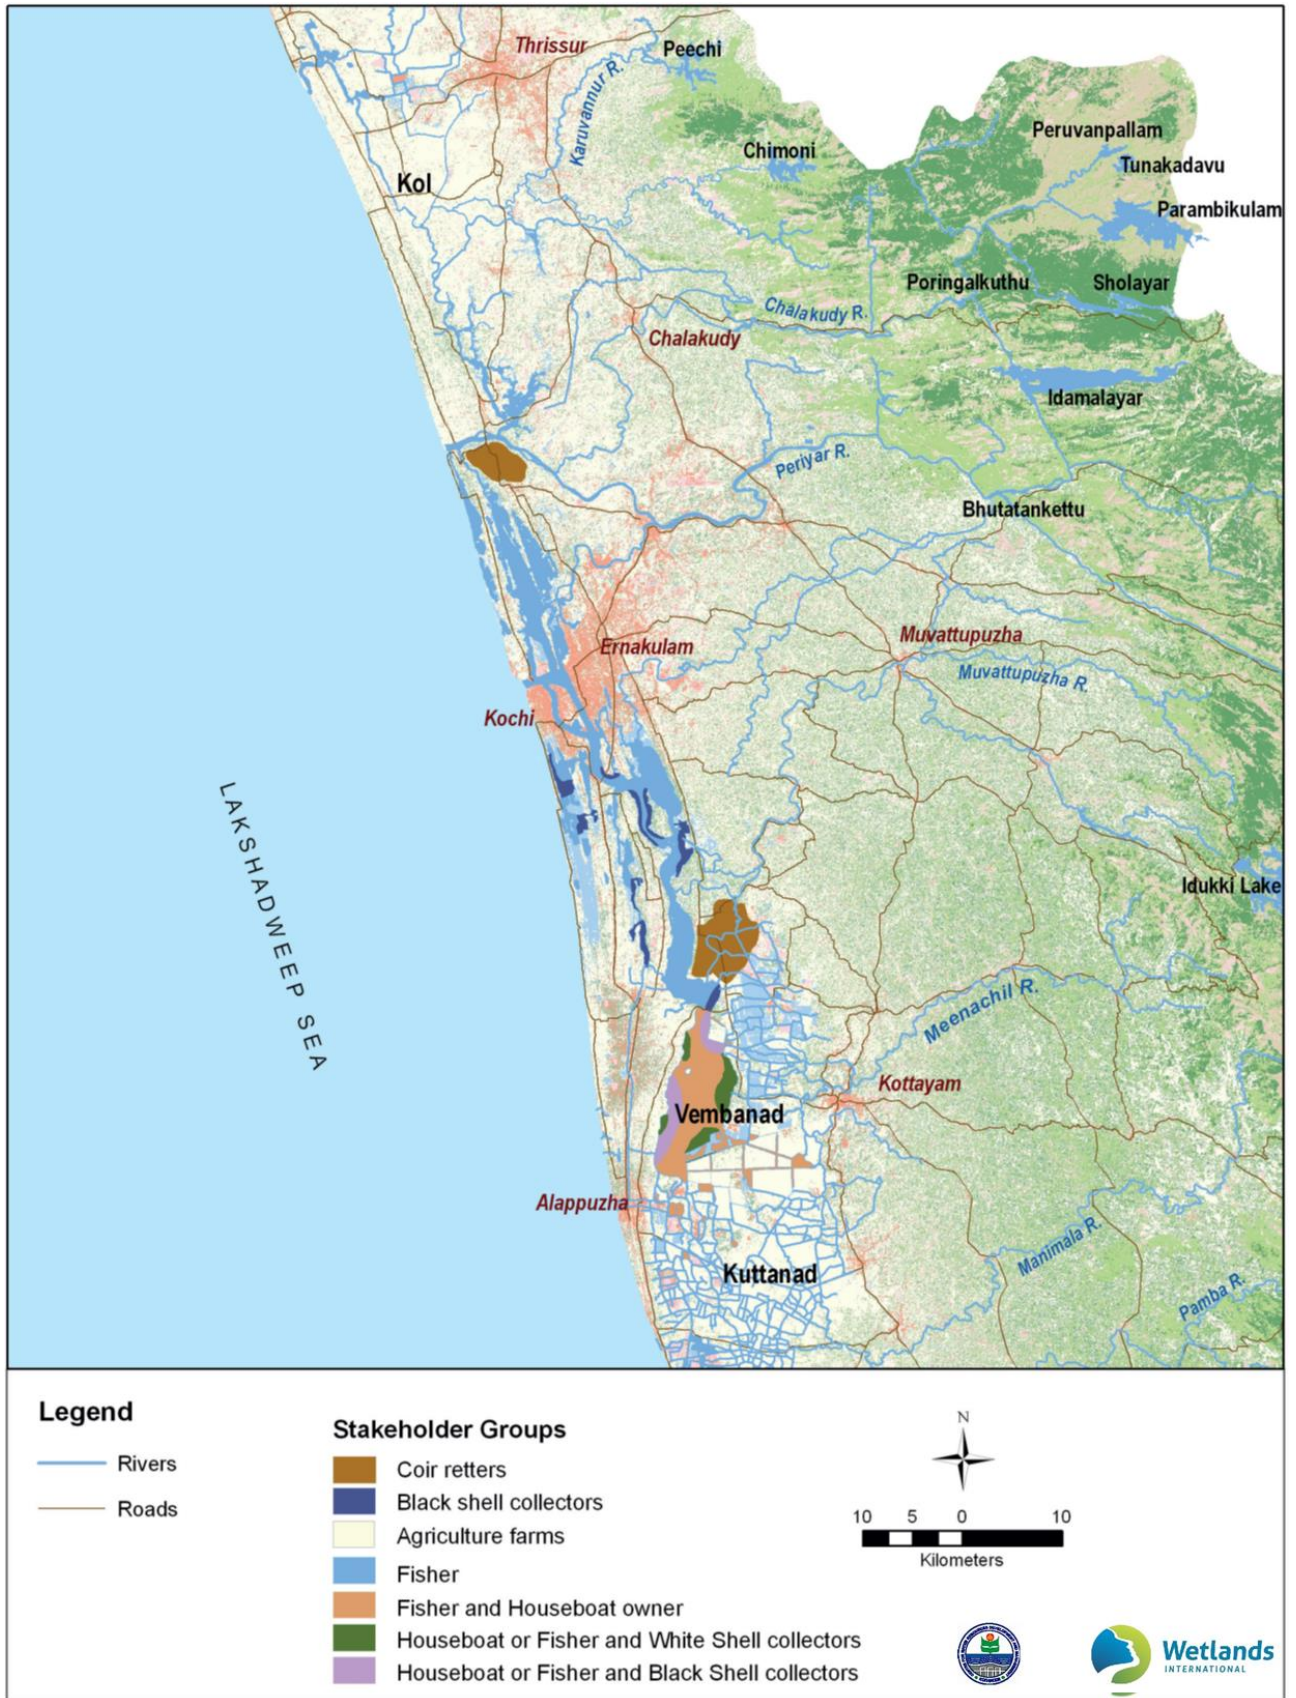 Thrissur
Peechi
Karuvannur R.
Peruvanpallam
Chimoni
Tunakadavu
Kol
Parambikulam
Poringalkuthu
Sholayar
Chalakudy R.
Chalakudy
Idamalayar
Periyar R.
Bhutatankettu
Muvattupuzha
Ernakulam
Muvattupuzha R.
Kochi
LAKSHADWEEP SEA
Idukki Lake
Meenachil R.
Kottayam
Vembanad
Alappuzha
Manimala R.
Kuttanad
Pamba R.
Legend
Rivers
Roads
Stakeholder Groups
Coir retters
Black shell collectors
Agriculture farms
Fisher
Fisher and Houseboat owner
Houseboat or Fisher and White Shell collectors
Houseboat or Fisher and Black Shell collectors
N
10 5 0 10
Kilometers
Wetlands
INTERNATIONAL